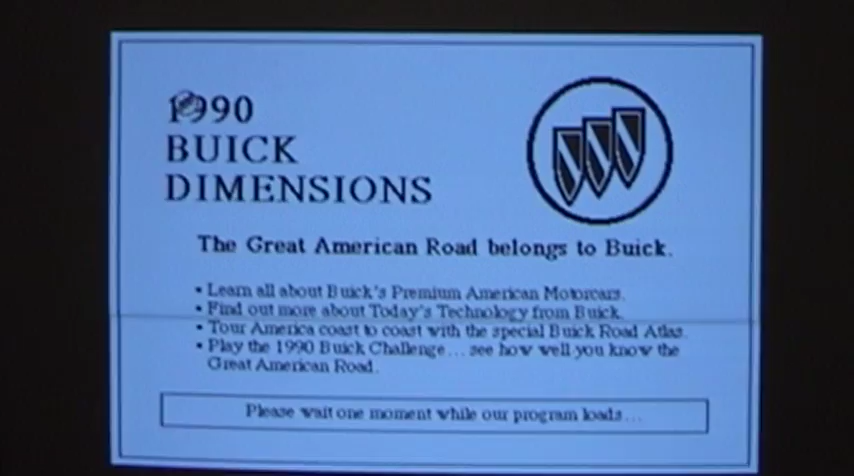 1990
BUICK
DIMENSIONS
The Great American Road belongs to Buick.
• Learn all about Buick's Premium American Motorcars.
• Find out more about Today's Technology from Buick.
• Tour America coast to coast with the special Buick Road Atlas.
• Play the 1990 Buick Challenge... see how well you know the
Great American Road.
Please wait one moment while our program loads...